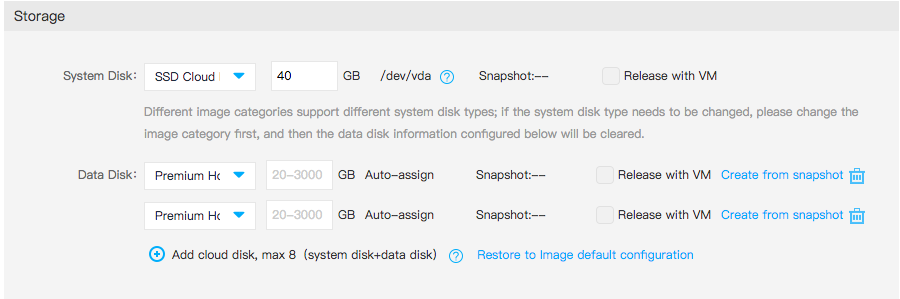 Storage
System Disk: SSD Cloud 40 GB /dev/vda ? Snapshot:-- Release with VM
Different image categories support different system disk types; if the system disk type needs to be changed, please change the
image category first, and then the data disk information configured below will be cleared.
Data Disk: Premium Hc 20-3000 GB Auto-assign Snapshot:-- Release with VM Create from snapshot
Premium Hc 20-3000 GB Auto-assign Snapshot:-- Release with VM Create from snapshot
Add cloud disk, max 8 (system disk+data disk) ? Restore to Image default configuration